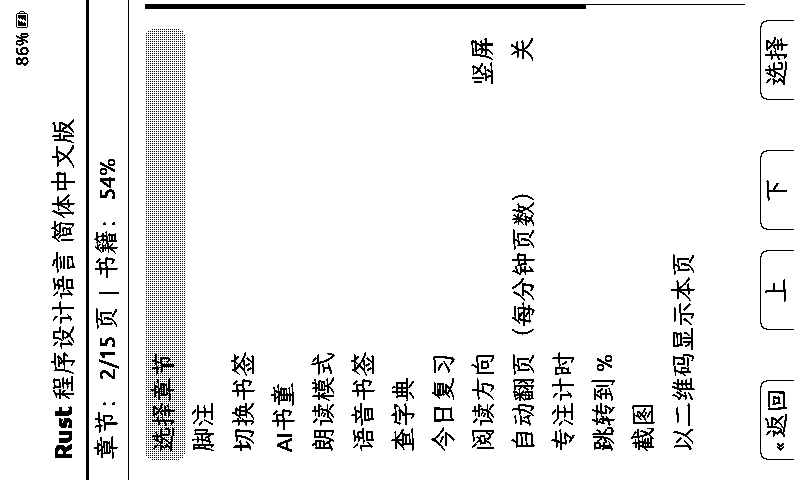 86%
Rust 程序设计语言 简体中文版
章节： 2/15 页 | 书籍： 54%
选择章节
脚注
切换书签
AI书童
朗读模式
语音书签
查字典
今日复习
阅读方向 竖屏
自动翻页（每分钟页数） 关
专注计时
跳转到 %
截图
以二维码显示本页
« 返回
上
下
选择